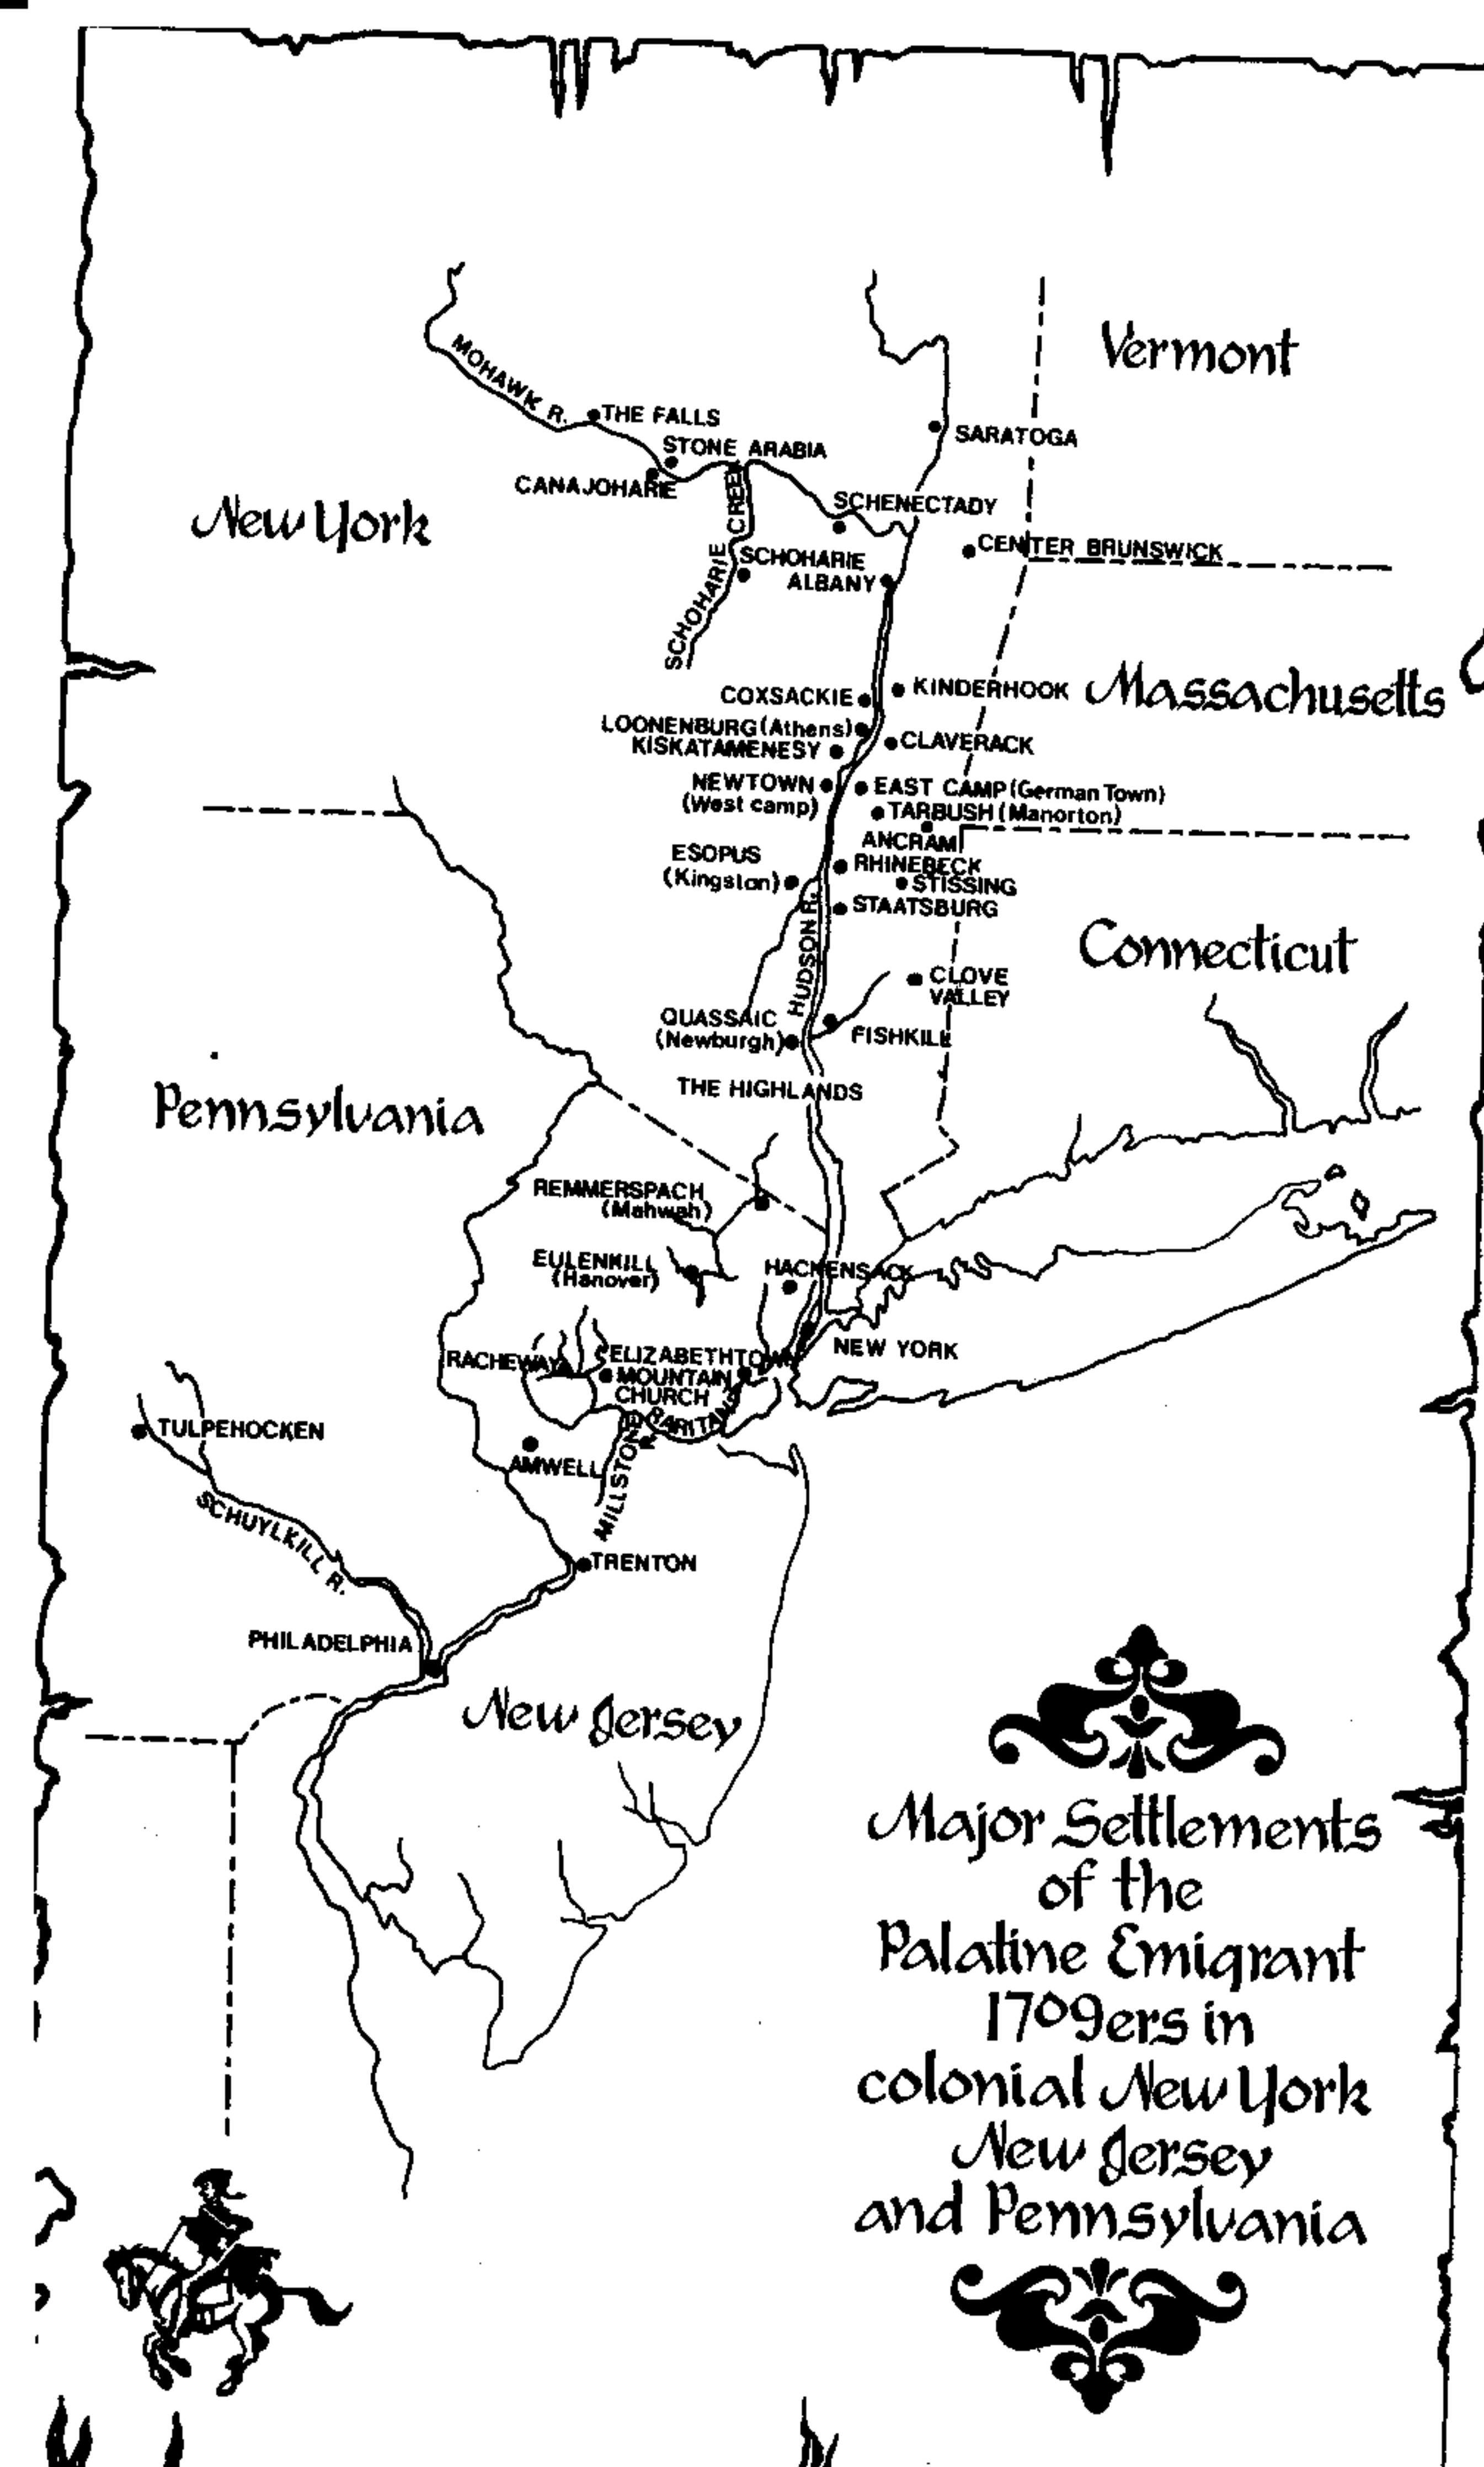 Vermont
MOHAWK R.
THE FALLS
SARATOGA
STONE ARABIA
CANAJOHARIE
New York
SCHENECTADY
SCHOHARIE CREEK
CENTER BRUNSWICK
SCHOHARIE
ALBANY
Massachusetts
KINDERHOOK
COXSACKIE
LOONENBURG (Athens)
CLAVERACK
KISKATAMENESY
NEWTOWN
(West camp)
EAST CAMP (German Town)
TARBUSH (Manorton)
ANCRAM
ESOPUS
(Kingston)
RHINEBECK
STISSING
STAATSBURG
HUDSON R.
Connecticut
CLOVE
VALLEY
QUASSAIC
(Newburgh)
FISHKILL
THE HIGHLANDS
Pennsylvania
REMMERSPACH
(Mahwah)
EULENKILL
(Hanover)
HACKENSACK
NEW YORK
RACHEWAY
ELIZABETHTOWN
MOUNTAIN
CHURCH
RARITAN
TULPEHOCKEN
AMWELL
MILLSTONE R.
SCHUYLKILL R.
TRENTON
PHILADELPHIA
New Jersey
Major Settlements
of the
Palatine Emigrant
1709ers in
colonial New York
New Jersey
and Pennsylvania